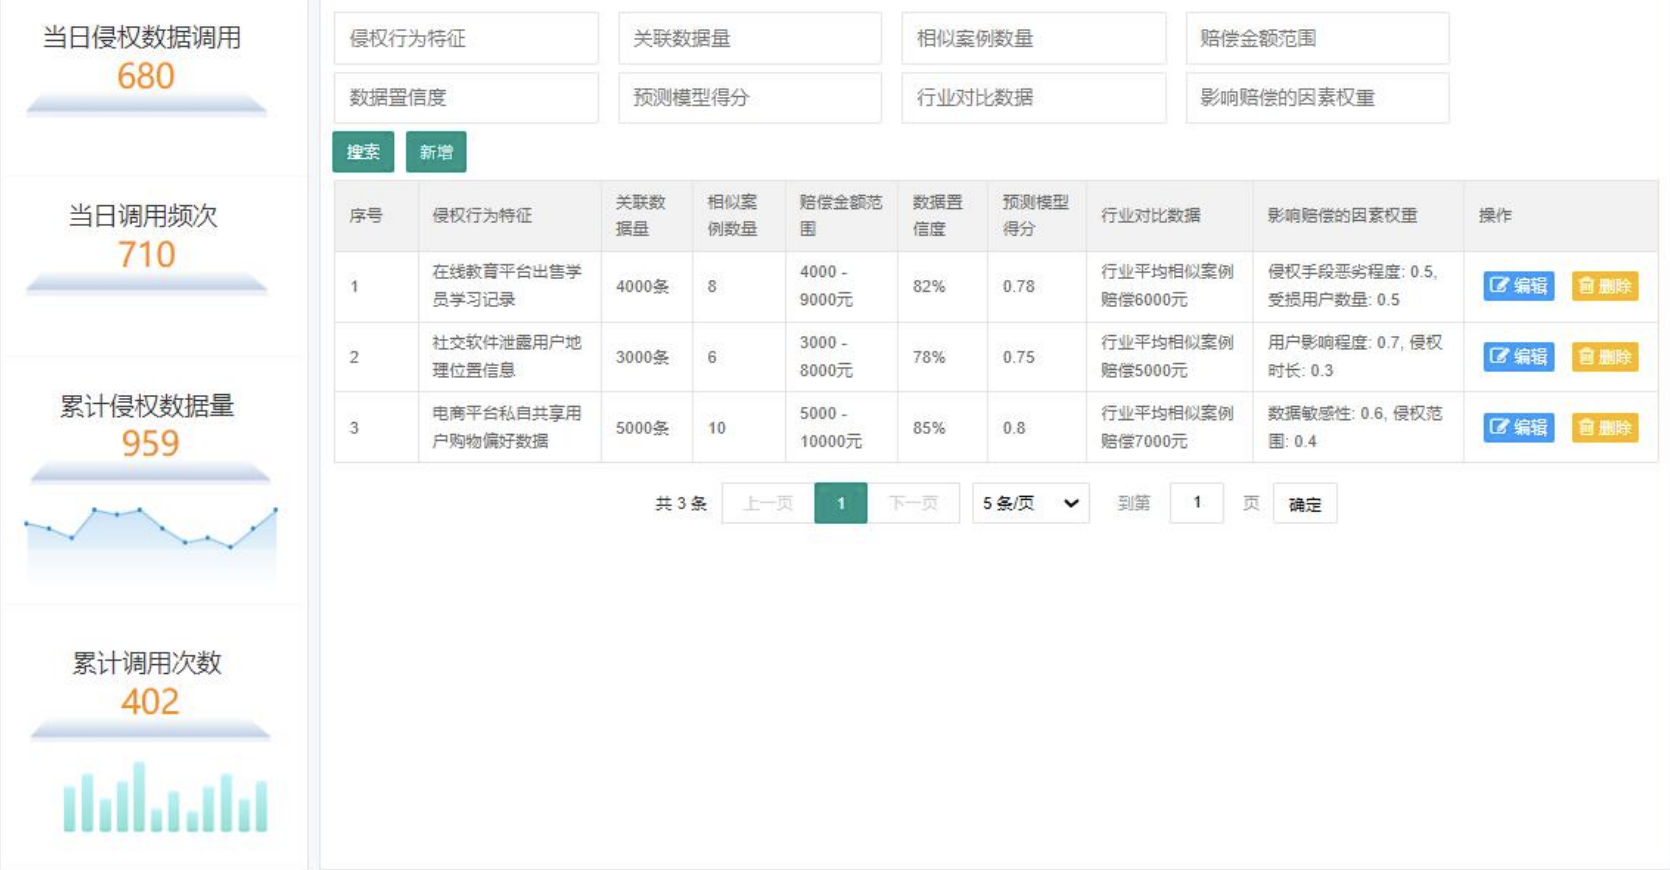 当日侵权数据调用
680
当日调用频次
710
累计侵权数据量
959
累计调用次数
402
侵权行为特征 关联数据量 相似案例数量 赔偿金额范围
数据置信度 预测模型得分 行业对比数据 影响赔偿的因素权重
搜索 新增
序号 侵权行为特征 关联数据量 相似案例数量 赔偿金额范围 数据置信度 预测模型得分 行业对比数据 影响赔偿的因素权重 操作
1 在线教育平台出售学员学习记录 4000条 8 4000 - 9000元 82% 0.78 行业平均相似案例赔偿6000元 侵权手段恶劣程度: 0.5, 受损用户数量: 0.5 编辑 删除
2 社交软件泄露用户地理位置信息 3000条 6 3000 - 8000元 78% 0.75 行业平均相似案例赔偿5000元 用户影响程度: 0.7, 侵权时长: 0.3 编辑 删除
3 电商平台私自共享用户购物偏好数据 5000条 10 5000 - 10000元 85% 0.8 行业平均相似案例赔偿7000元 数据敏感性: 0.6, 侵权范围: 0.4 编辑 删除
共 3 条 上一页 1 下一页 5 条/页 到第 1 页 确定